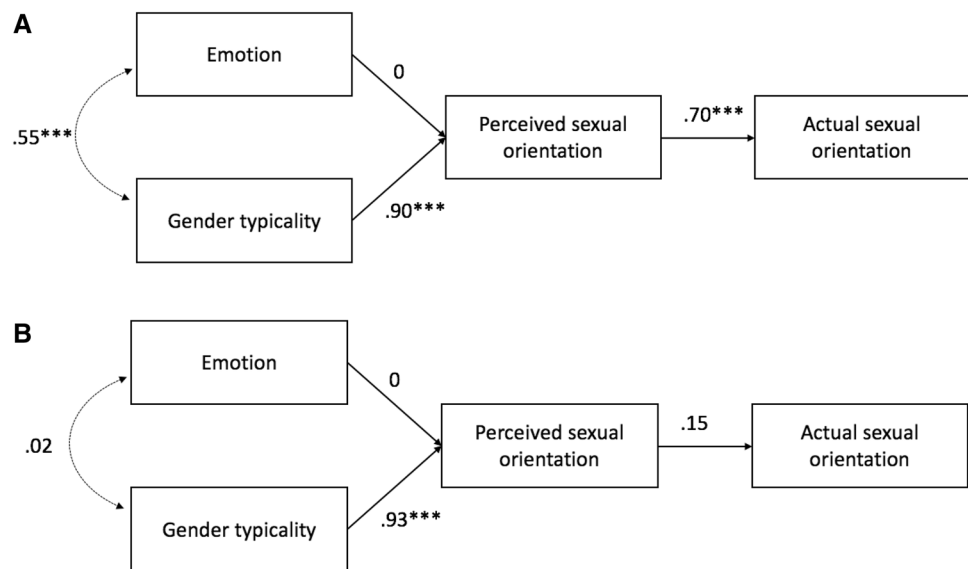 A
Emotion
0
.55***
Perceived sexual
orientation
.70***
Actual sexual
orientation
Gender typicality
.90***
B
Emotion
0
.02
Perceived sexual
orientation
.15
Actual sexual
orientation
Gender typicality
.93***